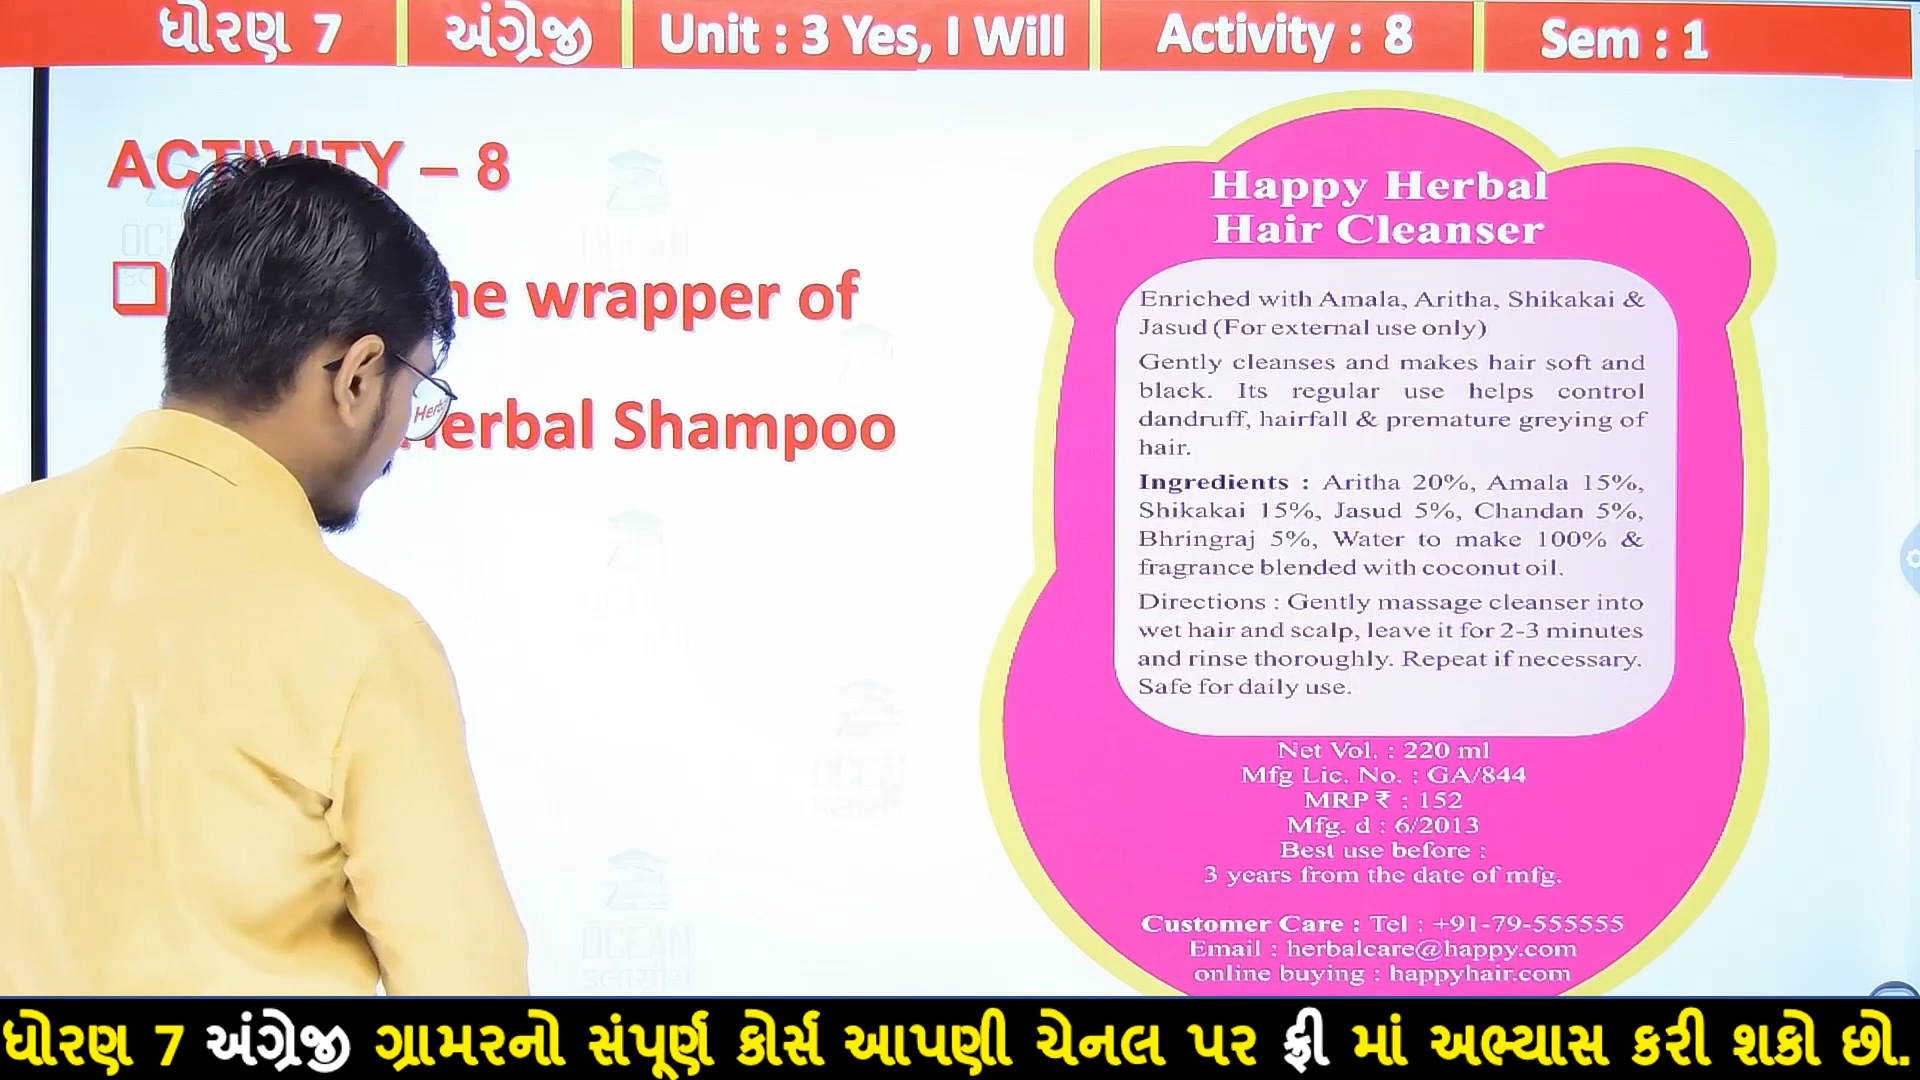 ધોરણ 7 અંગ્રેજી Unit : 3 Yes, I Will Activity : 8 Sem : 1
ACTIVITY – 8
wrapper of
Herbal Shampoo
Happy Herbal
Hair Cleanser
Enriched with Amala, Aritha, Shikakai &
Jasud (For external use only)
Gently cleanses and makes hair soft and
black. Its regular use helps control
dandruff, hairfall & premature greying of
hair.
Ingredients : Aritha 20%, Amala 15%,
Shikakai 15%, Jasud 5%, Chandan 5%,
Bhringraj 5%, Water to make 100% &
fragrance blended with coconut oil.
Directions : Gently massage cleanser into
wet hair and scalp, leave it for 2-3 minutes
and rinse thoroughly. Repeat if necessary.
Safe for daily use.
Net Vol. : 220 ml
Mfg Lic. No. : GA/844
MRP ₹ : 152
Mfg. d : 6/2013
Best use before :
3 years from the date of mfg.
Customer Care : Tel : +91-79-555555
Email : herbalcare@happy.com
online buying : happyhair.com
ધોરણ 7 અંગ્રેજી ગ્રામરનો સંપૂર્ણ કોર્સ આપણી ચેનલ પર ફ્રી માં અભ્યાસ કરી શકો છો.